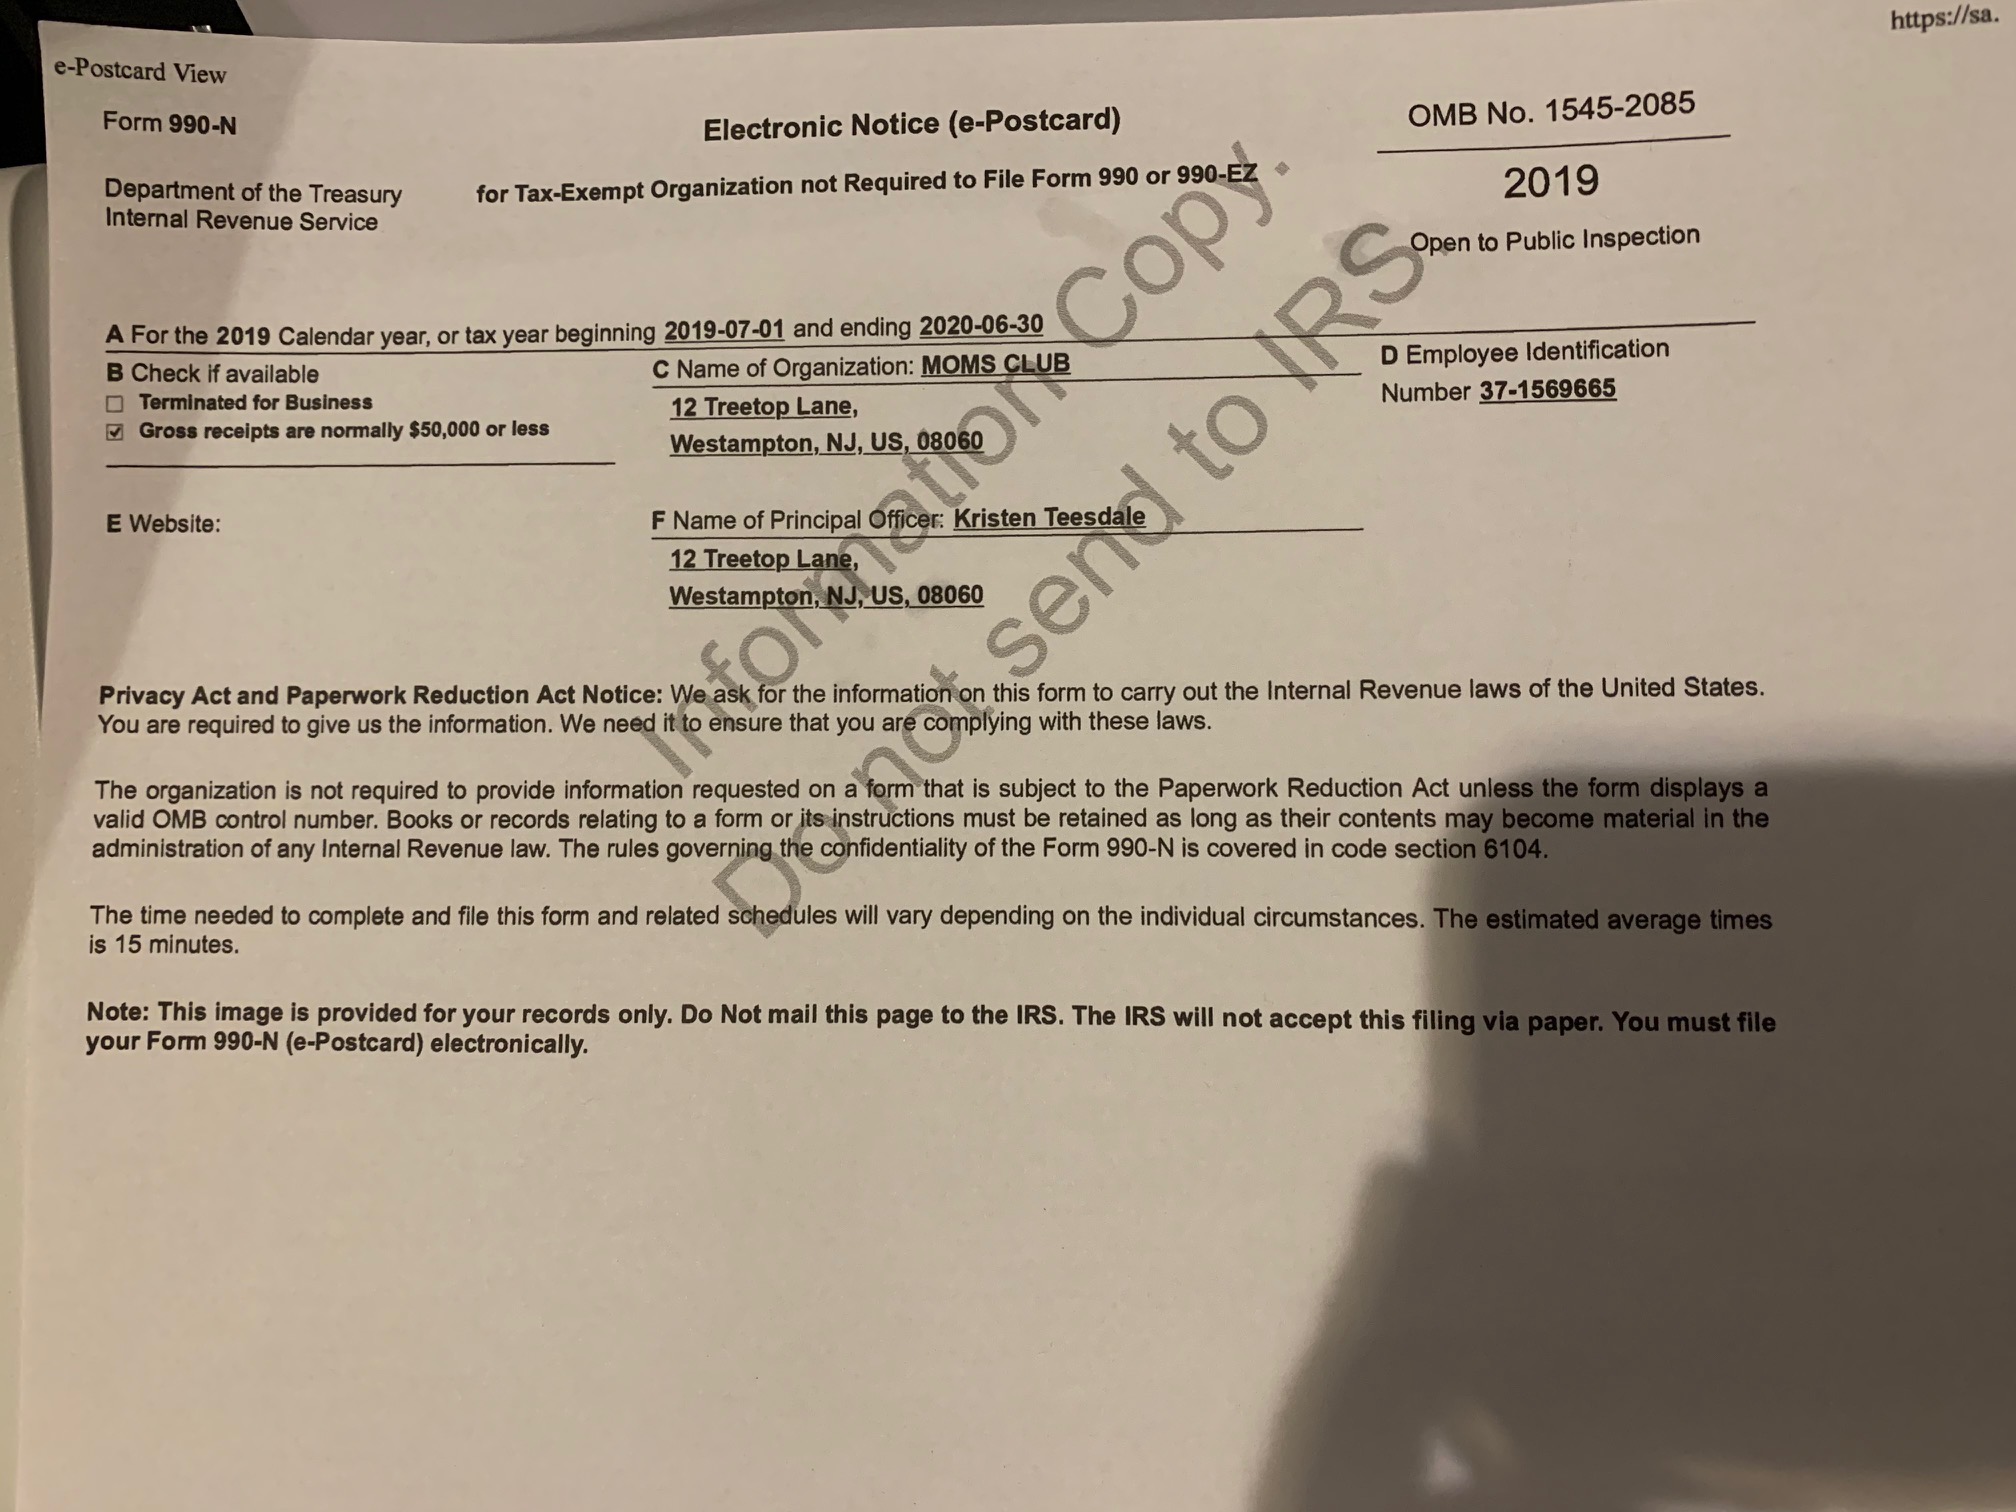 e-Postcard View
https://sa.
Form 990-N
Electronic Notice (e-Postcard)
OMB No. 1545-2085
Department of the Treasury
Internal Revenue Service
for Tax-Exempt Organization not Required to File Form 990 or 990-EZ
2019
Open to Public Inspection
A For the 2019 Calendar year, or tax year beginning 2019-07-01 and ending 2020-06-30
B Check if available
☐ Terminated for Business
☑ Gross receipts are normally $50,000 or less
C Name of Organization: MOMS CLUB
12 Treetop Lane,
Westampton, NJ, US, 08060
D Employee Identification
Number 37-1569665
E Website:
F Name of Principal Officer: Kristen Teesdale
12 Treetop Lane,
Westampton, NJ, US, 08060
Privacy Act and Paperwork Reduction Act Notice: We ask for the information on this form to carry out the Internal Revenue laws of the United States.
You are required to give us the information. We need it to ensure that you are complying with these laws.
The organization is not required to provide information requested on a form that is subject to the Paperwork Reduction Act unless the form displays a
valid OMB control number. Books or records relating to a form or its instructions must be retained as long as their contents may become material in the
administration of any Internal Revenue law. The rules governing the confidentiality of the Form 990-N is covered in code section 6104.
The time needed to complete and file this form and related schedules will vary depending on the individual circumstances. The estimated average times
is 15 minutes.
Note: This image is provided for your records only. Do Not mail this page to the IRS. The IRS will not accept this filing via paper. You must file
your Form 990-N (e-Postcard) electronically.
Information Copy.
Do not send to IRS